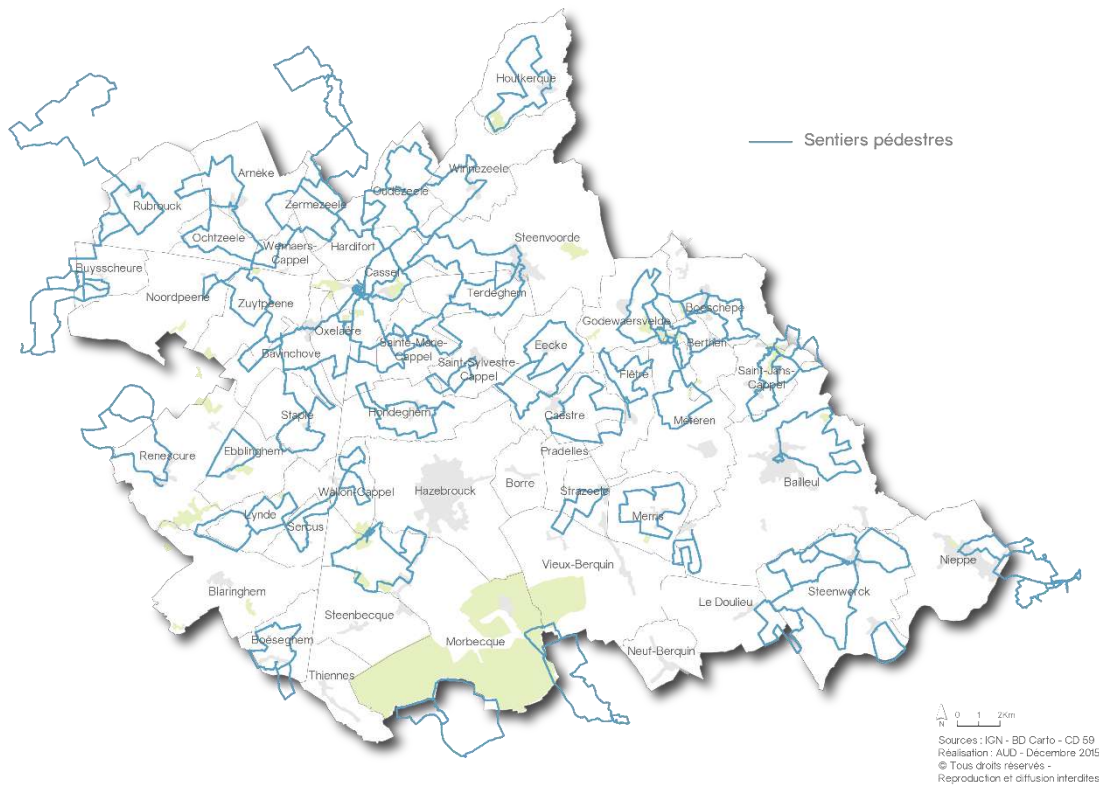 Houtkerque
Sentiers pédestres
Winnezeele
Arneke
Oudezeele
Rubrouck
Zermezeele
Ochtzeele
Wemaers-
Cappel
Hardifort
Steenvoorde
Buysscheure
Cassel
Noordpeene
Zuytpeene
Terdeghem
Boeschepe
Godewaersvelde
Oxelaëre
Sainte-Marie-
Cappel
Berthen
Eecke
Bavinchove
Saint-Sylvestre-
Cappel
Flêtre
Saint-Jans-
Cappel
Staple
Hondeghem
Caëstre
Méteren
Renescure
Ebblinghem
Pradelles
Bailleul
Wallon-Cappel
Hazebrouck
Borre
Strazeele
Lynde
Sercus
Merris
Nieppe
Vieux-Berquin
Blaringhem
Steenwerck
Le Doulieu
Steenbecque
Boëseghem
Morbecque
Neuf-Berquin
Thiennes
N
0 1 2Km
Sources : IGN - BD Carto - CD 59
Réalisation : AUD - Décembre 2015
© Tous droits réservés -
Reproduction et diffusion interdites